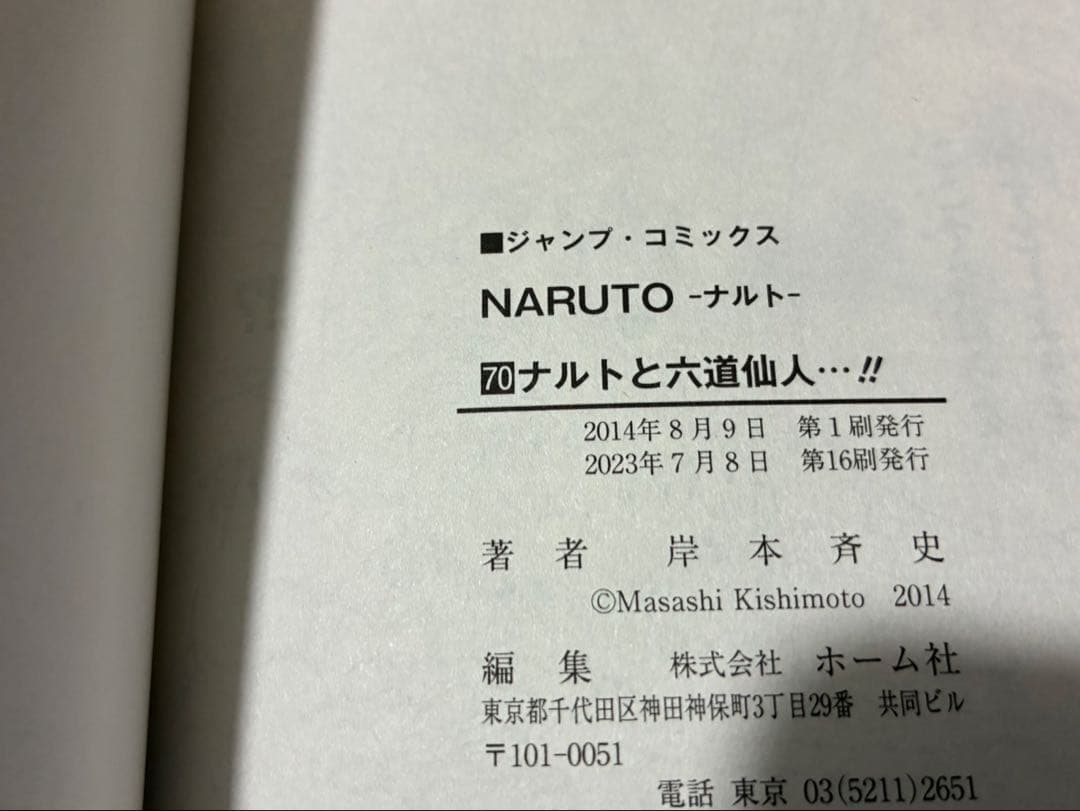 ■ジャンプ・コミックス
NARUTO -ナルト-
70 ナルトと六道仙人…!!
2014年8月9日 第1刷発行
2023年7月8日 第16刷発行
著者 岸本斉史
©Masashi Kishimoto 2014
編集 株式会社 ホーム社
東京都千代田区神田神保町3丁目29番 共同ビル
〒101-0051
電話 東京 03(5211)2651